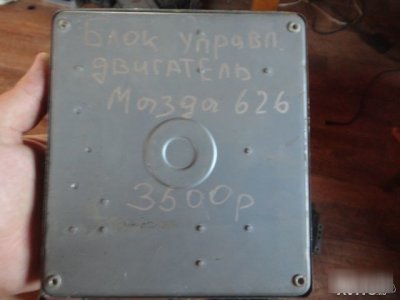 Блок управл.
двигатель
Мазда 626
3500р